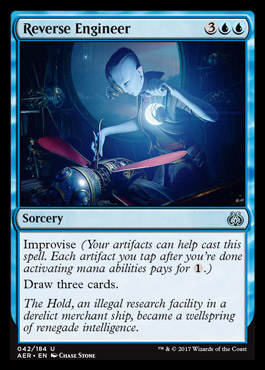 Reverse Engineer 3
Sorcery
Improvise (Your artifacts can help cast this
spell. Each artifact you tap after you're done
activating mana abilities pays for 1.)
Draw three cards.
The Hold, an illegal research facility in a
derelict merchant ship, became a wellspring
of renegade intelligence.
042/184 U
AER • EN Chase Stone
™ & © 2017 Wizards of the Coast